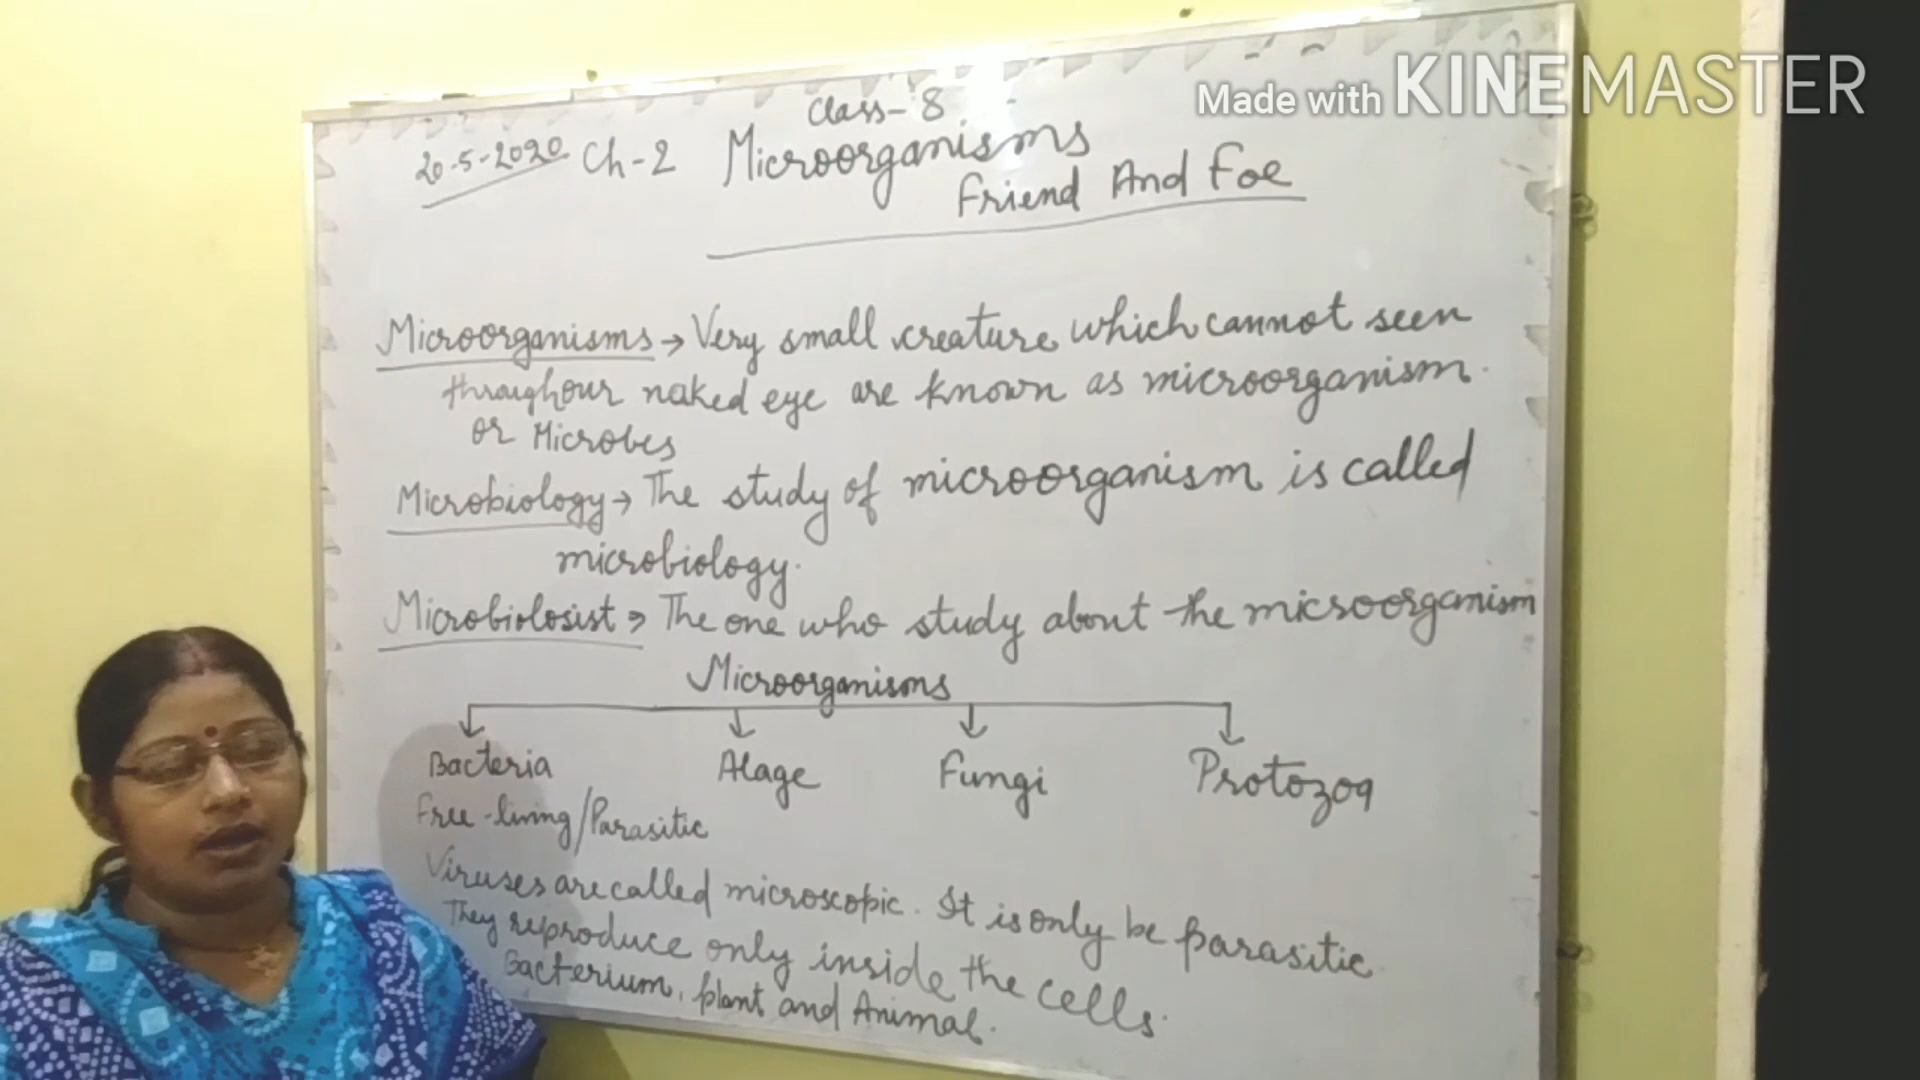 Made with KINEMASTER
Class-8
20-5-2020 Ch-2 Microorganisms
Friend And Foe
Microorganisms → Very small creature which cannot seen
through our naked eye are known as microorganism.
or Microbes
Microbiology → The study of microorganism is called
microbiology.
Microbiolosist → The one who study about the microorganism
Microorganisms
Bacteria Alage Fungi Protozoa
Free-living/Parasitic
Viruses are called microscopic. It is only be parasitic.
They reproduce only inside the cells.
Bacterium, plant and Animal.